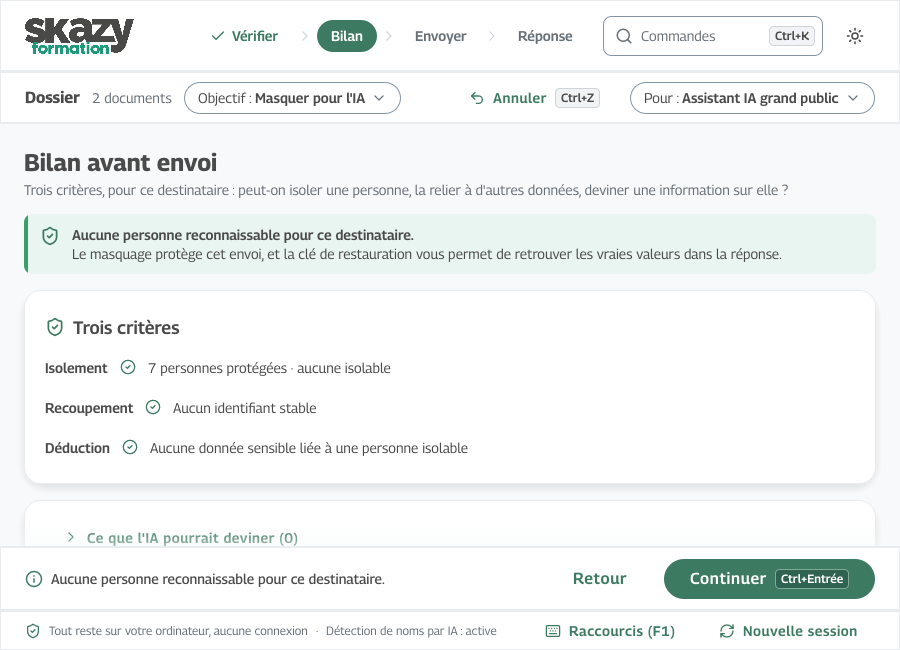 skazy
formation
Vérifier
Bilan
Envoyer
Réponse
Commandes
Ctrl+K
Dossier
2 documents
Objectif : Masquer pour l'IA
Annuler
Ctrl+Z
Pour : Assistant IA grand public
Bilan avant envoi
Trois critères, pour ce destinataire : peut-on isoler une personne, la relier à d'autres données, deviner une information sur elle ?
Aucune personne reconnaissable pour ce destinataire.
Le masquage protège cet envoi, et la clé de restauration vous permet de retrouver les vraies valeurs dans la réponse.
Trois critères
Isolement 7 personnes protégées · aucune isolable
Recoupement Aucun identifiant stable
Déduction Aucune donnée sensible liée à une personne isolable
Ce que l'IA pourrait deviner (0)
Aucune personne reconnaissable pour ce destinataire.
Retour
Continuer Ctrl+Entrée
Tout reste sur votre ordinateur, aucune connexion · Détection de noms par IA : active
Raccourcis (F1)
Nouvelle session